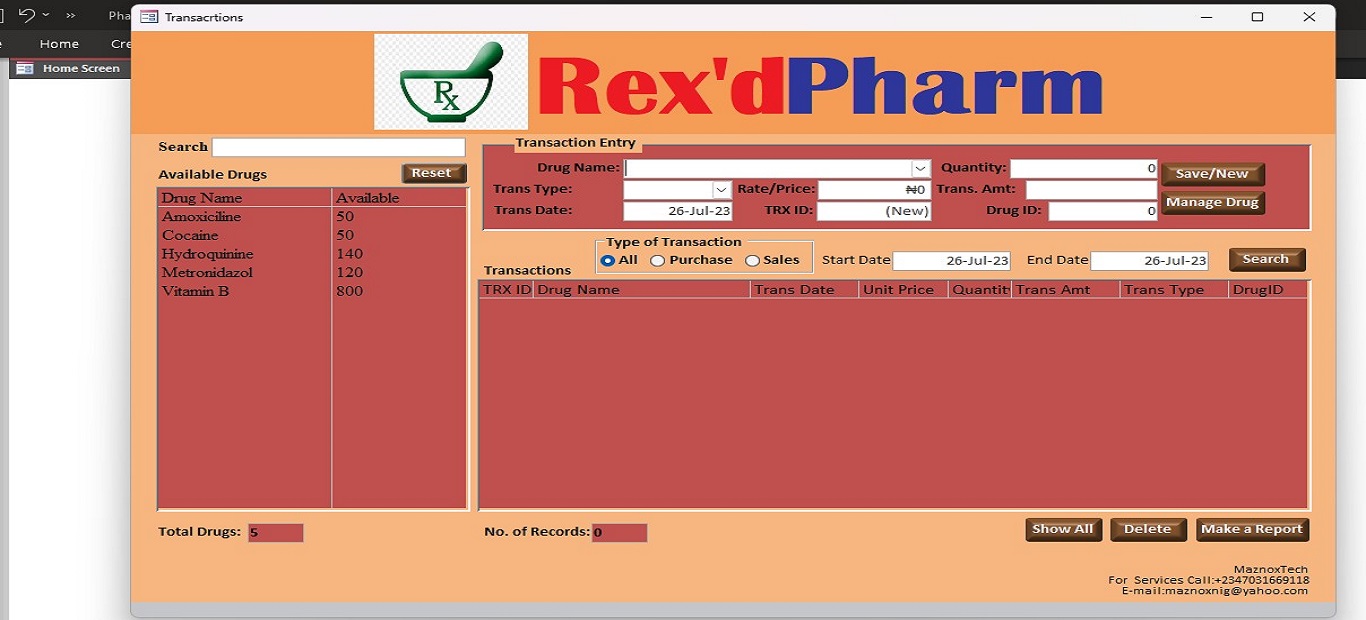 Pha
Transacrtions
Home
Cre
Home Screen
Rx
Rex'dPharm
Search
Available Drugs
Reset
Drug Name Available
Amoxiciline 50
Cocaine 50
Hydroquinine 140
Metronidazol 120
Vitamin B 800
Total Drugs: 5
Transaction Entry
Drug Name: Quantity: 0 Save/New
Trans Type: Rate/Price: ₦0 Trans. Amt:
Manage Drug
Trans Date: 26-Jul-23 TRX ID: (New) Drug ID: 0
Type of Transaction
All Purchase Sales
Start Date 26-Jul-23 End Date 26-Jul-23 Search
Transactions
TRX ID Drug Name Trans Date Unit Price Quantit Trans Amt Trans Type DrugID
No. of Records: 0
Show All Delete Make a Report
MaznoxTech
For Services Call:+2347031669118
E-mail:maznoxnig@yahoo.com